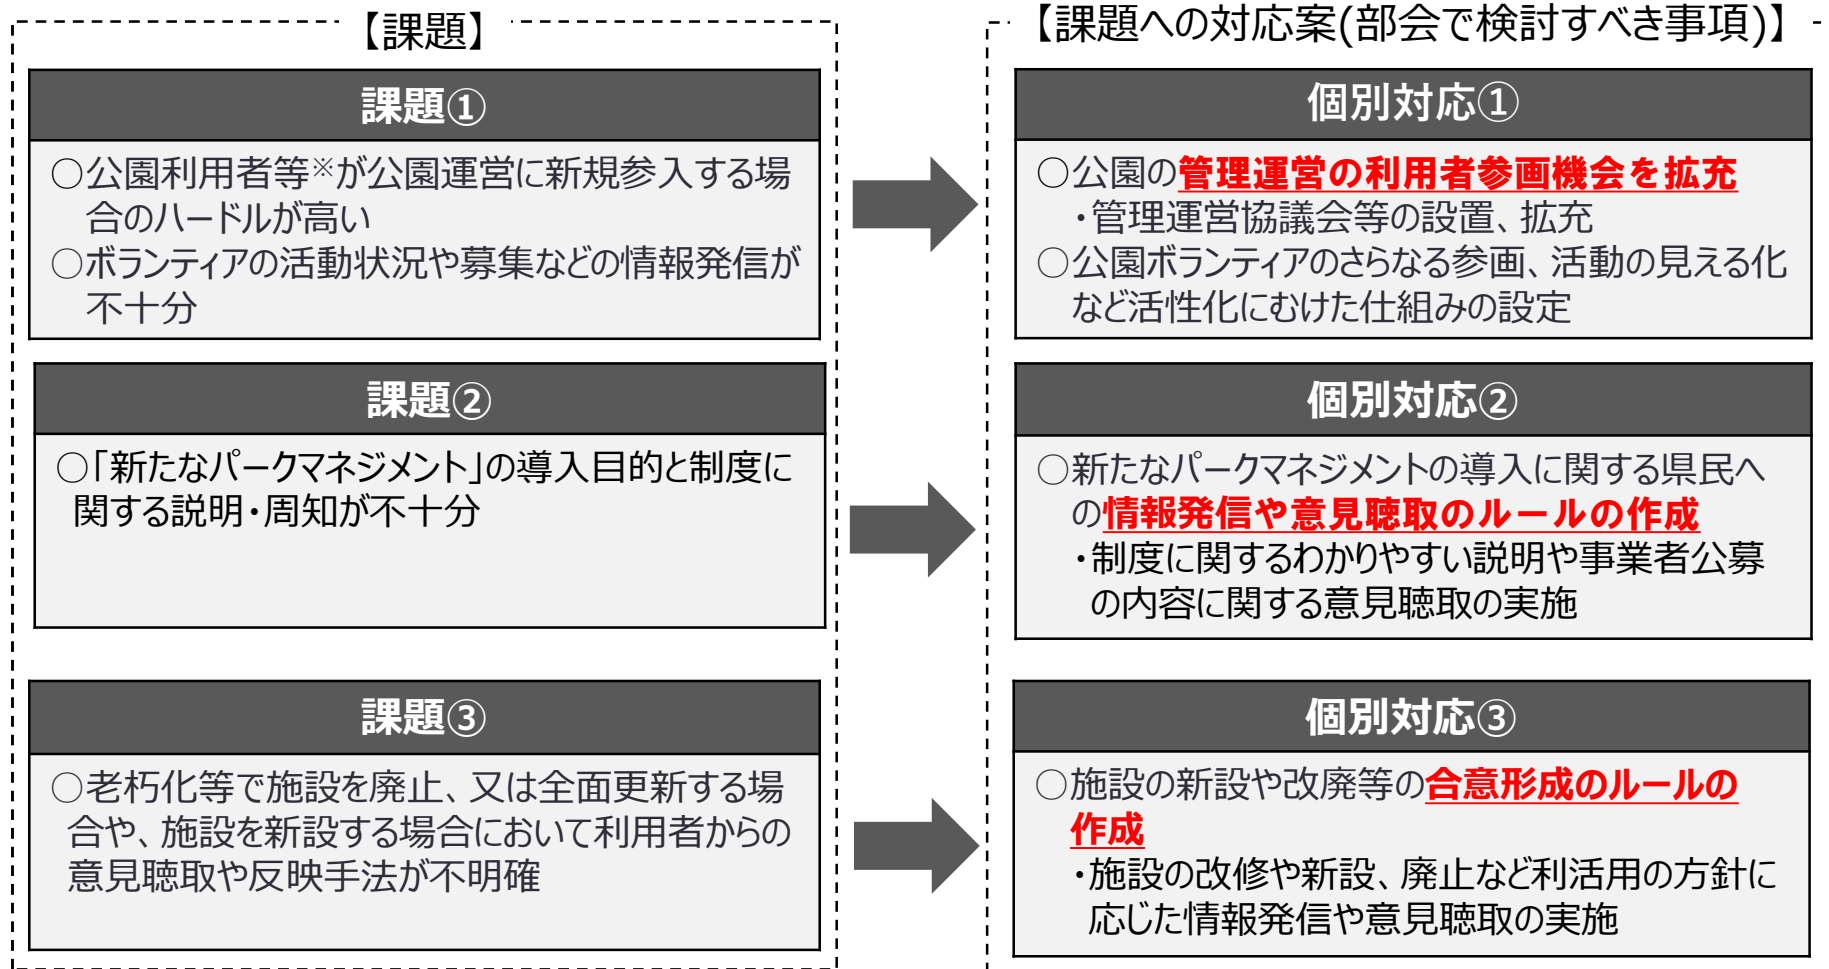 【課題】
課題①
○公園利用者等※が公園運営に新規参入する場
合のハードルが高い
○ボランティアの活動状況や募集などの情報発信が
不十分
課題②
○「新たなパークマネジメント」の導入目的と制度に
関する説明・周知が不十分
課題③
○老朽化等で施設を廃止、又は全面更新する場
合や、施設を新設する場合において利用者からの
意見聴取や反映手法が不明確
【課題への対応案(部会で検討すべき事項)】
個別対応①
○公園の管理運営の利用者参画機会を拡充
・管理運営協議会等の設置、拡充
○公園ボランティアのさらなる参画、活動の見える化
など活性化にむけた仕組みの設定
個別対応②
○新たなパークマネジメントの導入に関する県民へ
の情報発信や意見聴取のルールの作成
・制度に関するわかりやすい説明や事業者公募
の内容に関する意見聴取の実施
個別対応③
○施設の新設や改廃等の合意形成のルールの
作成
・施設の改修や新設、廃止など利活用の方針に
応じた情報発信や意見聴取の実施